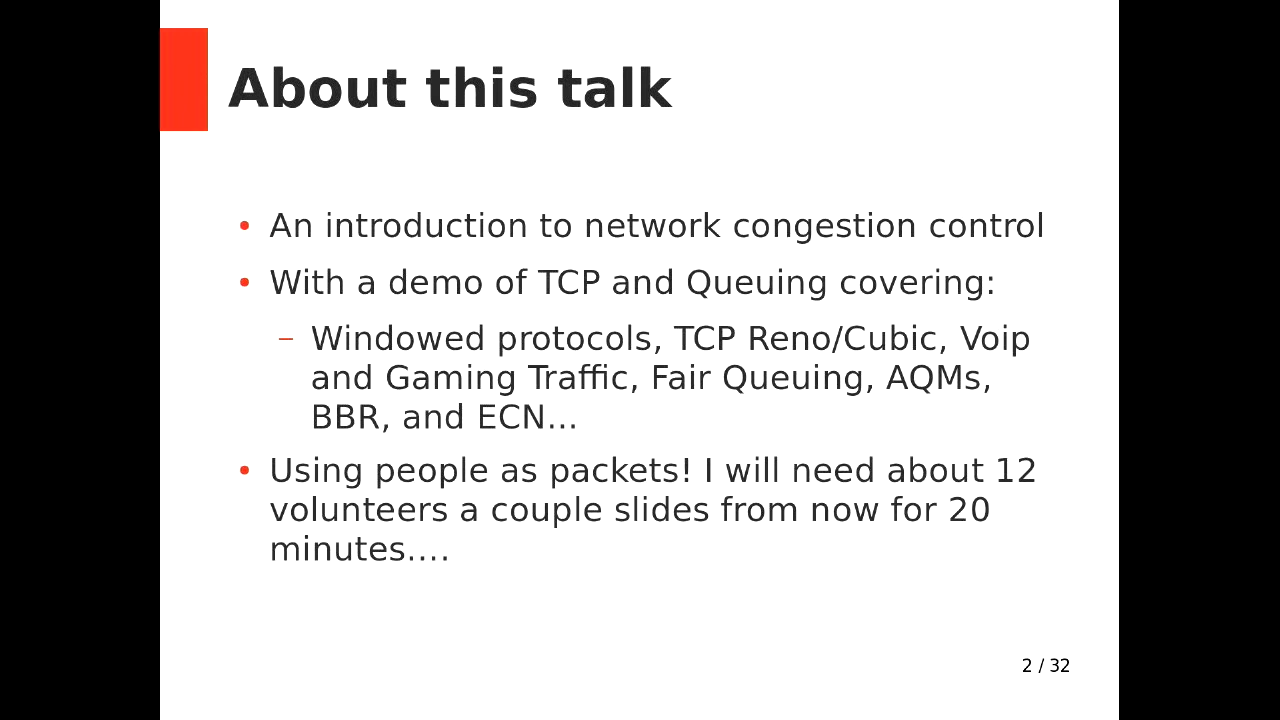 About this talk
• An introduction to network congestion control
• With a demo of TCP and Queuing covering:
– Windowed protocols, TCP Reno/Cubic, Voip
and Gaming Traffic, Fair Queuing, AQMs,
BBR, and ECN...
• Using people as packets! I will need about 12
volunteers a couple slides from now for 20
minutes....
2 / 32